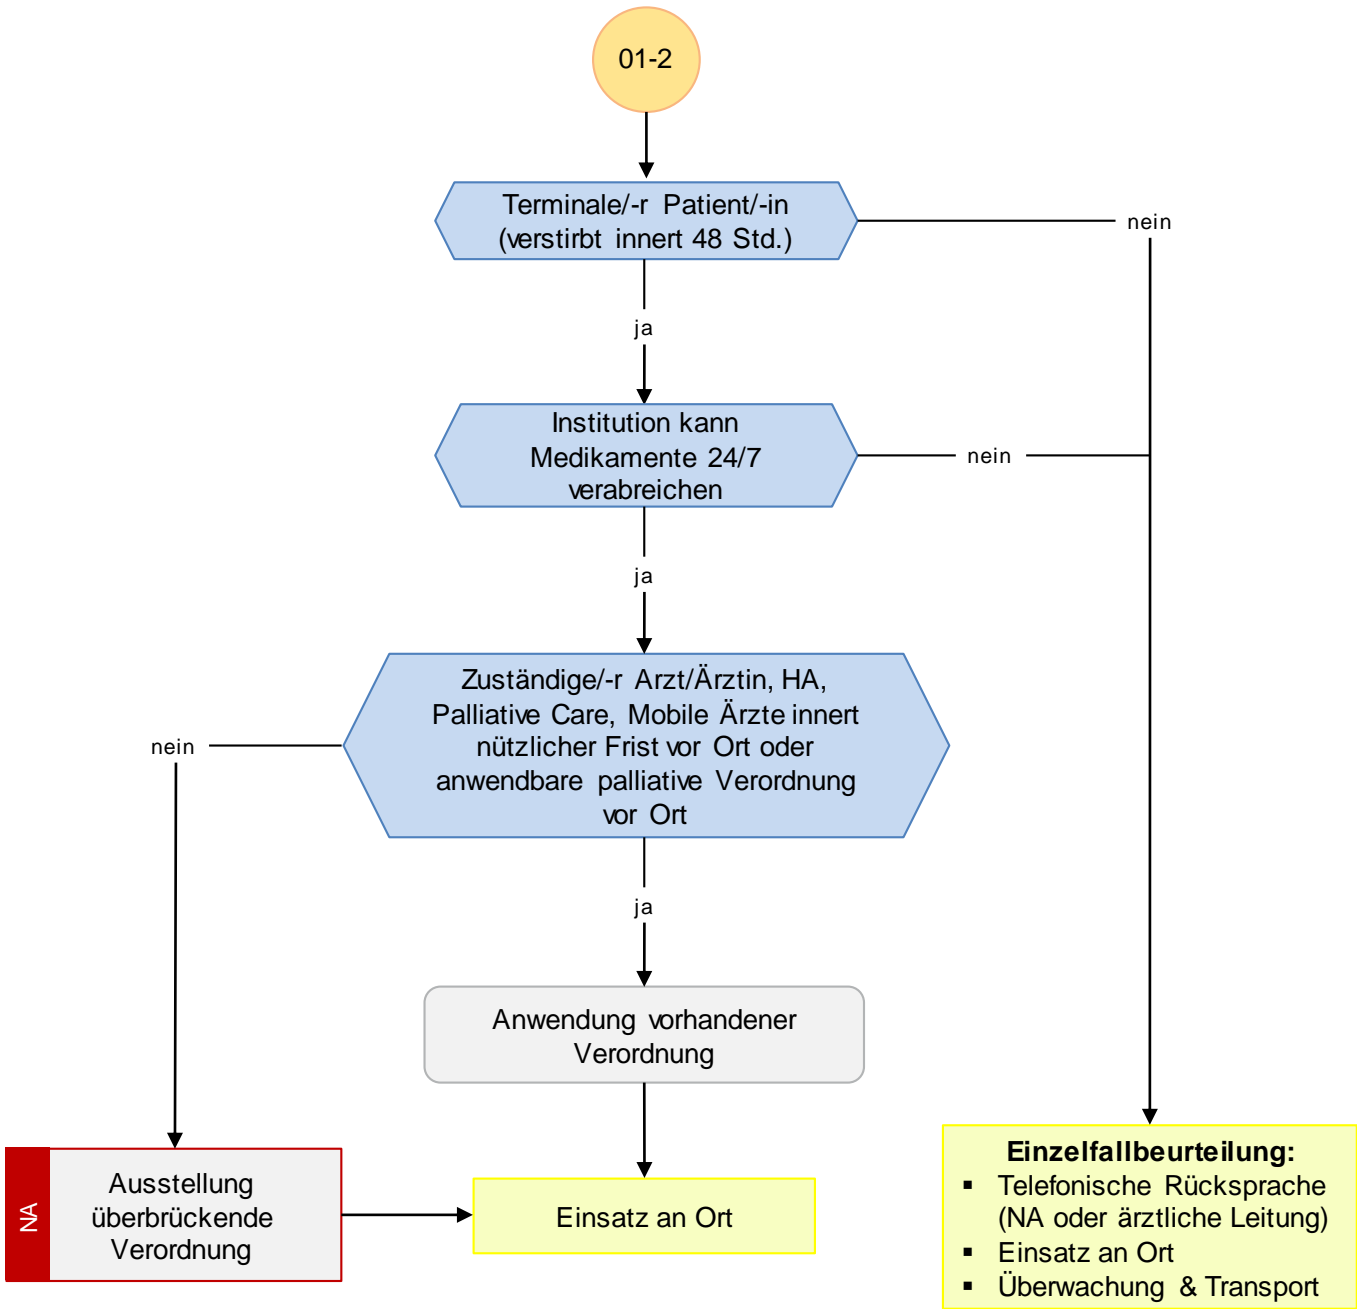 01-2
Terminale/-r Patient/-in
(verstirbt innert 48 Std.)
nein
ja
Institution kann
Medikamente 24/7
verabreichen
nein
ja
Zuständige/-r Arzt/Ärztin, HA,
Palliative Care, Mobile Ärzte innert
nützlicher Frist vor Ort oder
anwendbare palliative Verordnung
vor Ort
nein
ja
Anwendung vorhandener
Verordnung
NA
Ausstellung
überbrückende
Verordnung
Einsatz an Ort
Einzelfallbeurteilung:
▪ Telefonische Rücksprache
(NA oder ärztliche Leitung)
▪ Einsatz an Ort
▪ Überwachung & Transport